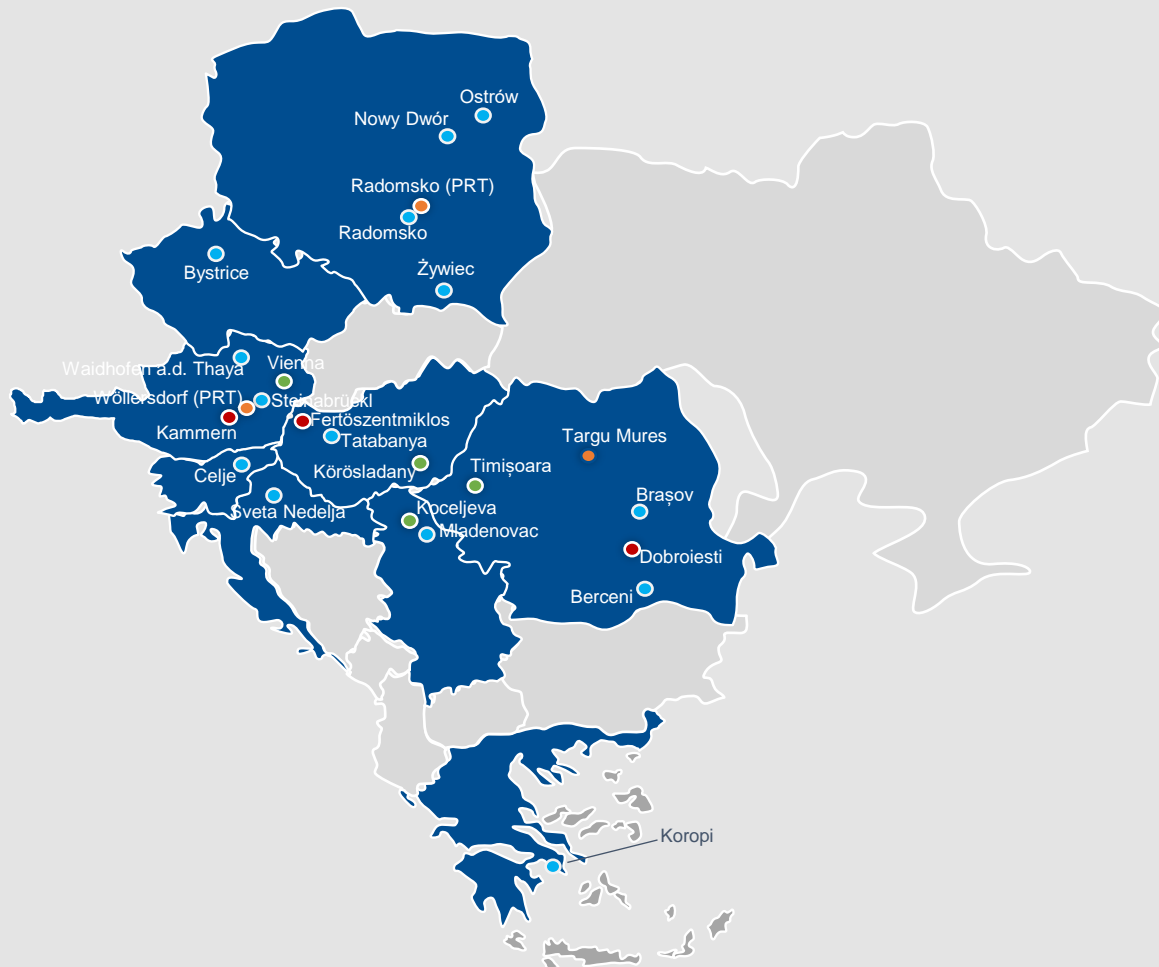 Ostrów
Nowy Dwór
Radomsko (PRT)
Radomsko
Żywiec
Bystrice
Waidhofen a.d. Thaya
Vienna
Wöllersdorf (PRT)
Steinabrückl
Kammern
Fertöszentmiklos
Tatabanya
Körösladany
Targu Mures
Timișoara
Celje
Sveta Nedelja
Koceljeva
Mladenovac
Brașov
Dobroiesti
Berceni
Koropi